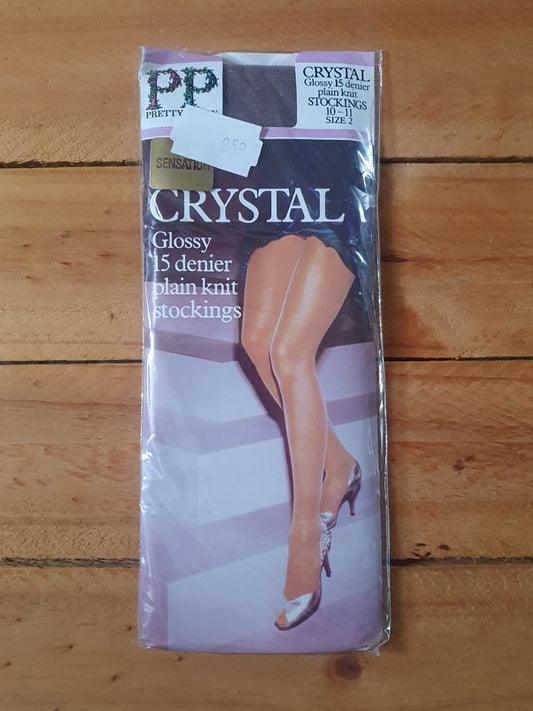 PP
PRETTY
85P
CRYSTAL
Glossy 15 denier
plain knit
STOCKINGS
10-11
SIZE 2
SENSATION
CRYSTAL
Glossy
15 denier
plain knit
stockings